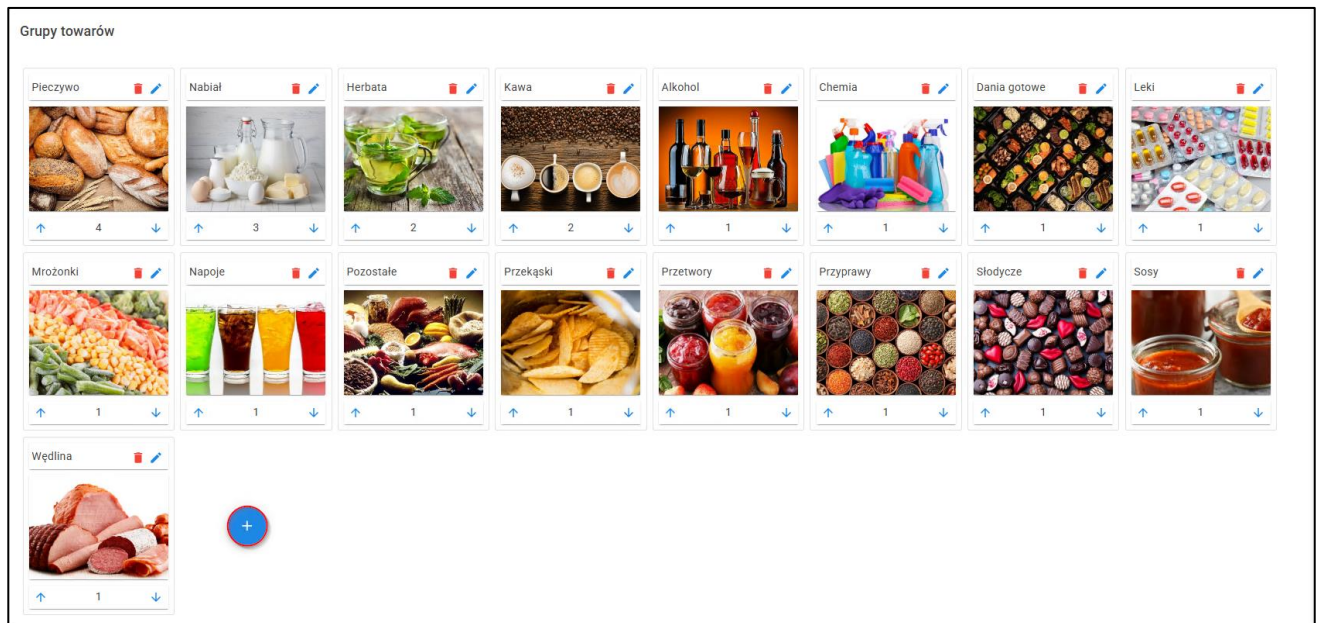 Grupy towarów
Pieczywo Nabiał Herbata Kawa Alkohol Chemia Dania gotowe Leki
4 3 2 2 1 1 1 1
Mrożonki Napoje Pozostałe Przekąski Przetwory Przyprawy Słodycze Sosy
1 1 1 1 1 1 1 1
Wędlina
1